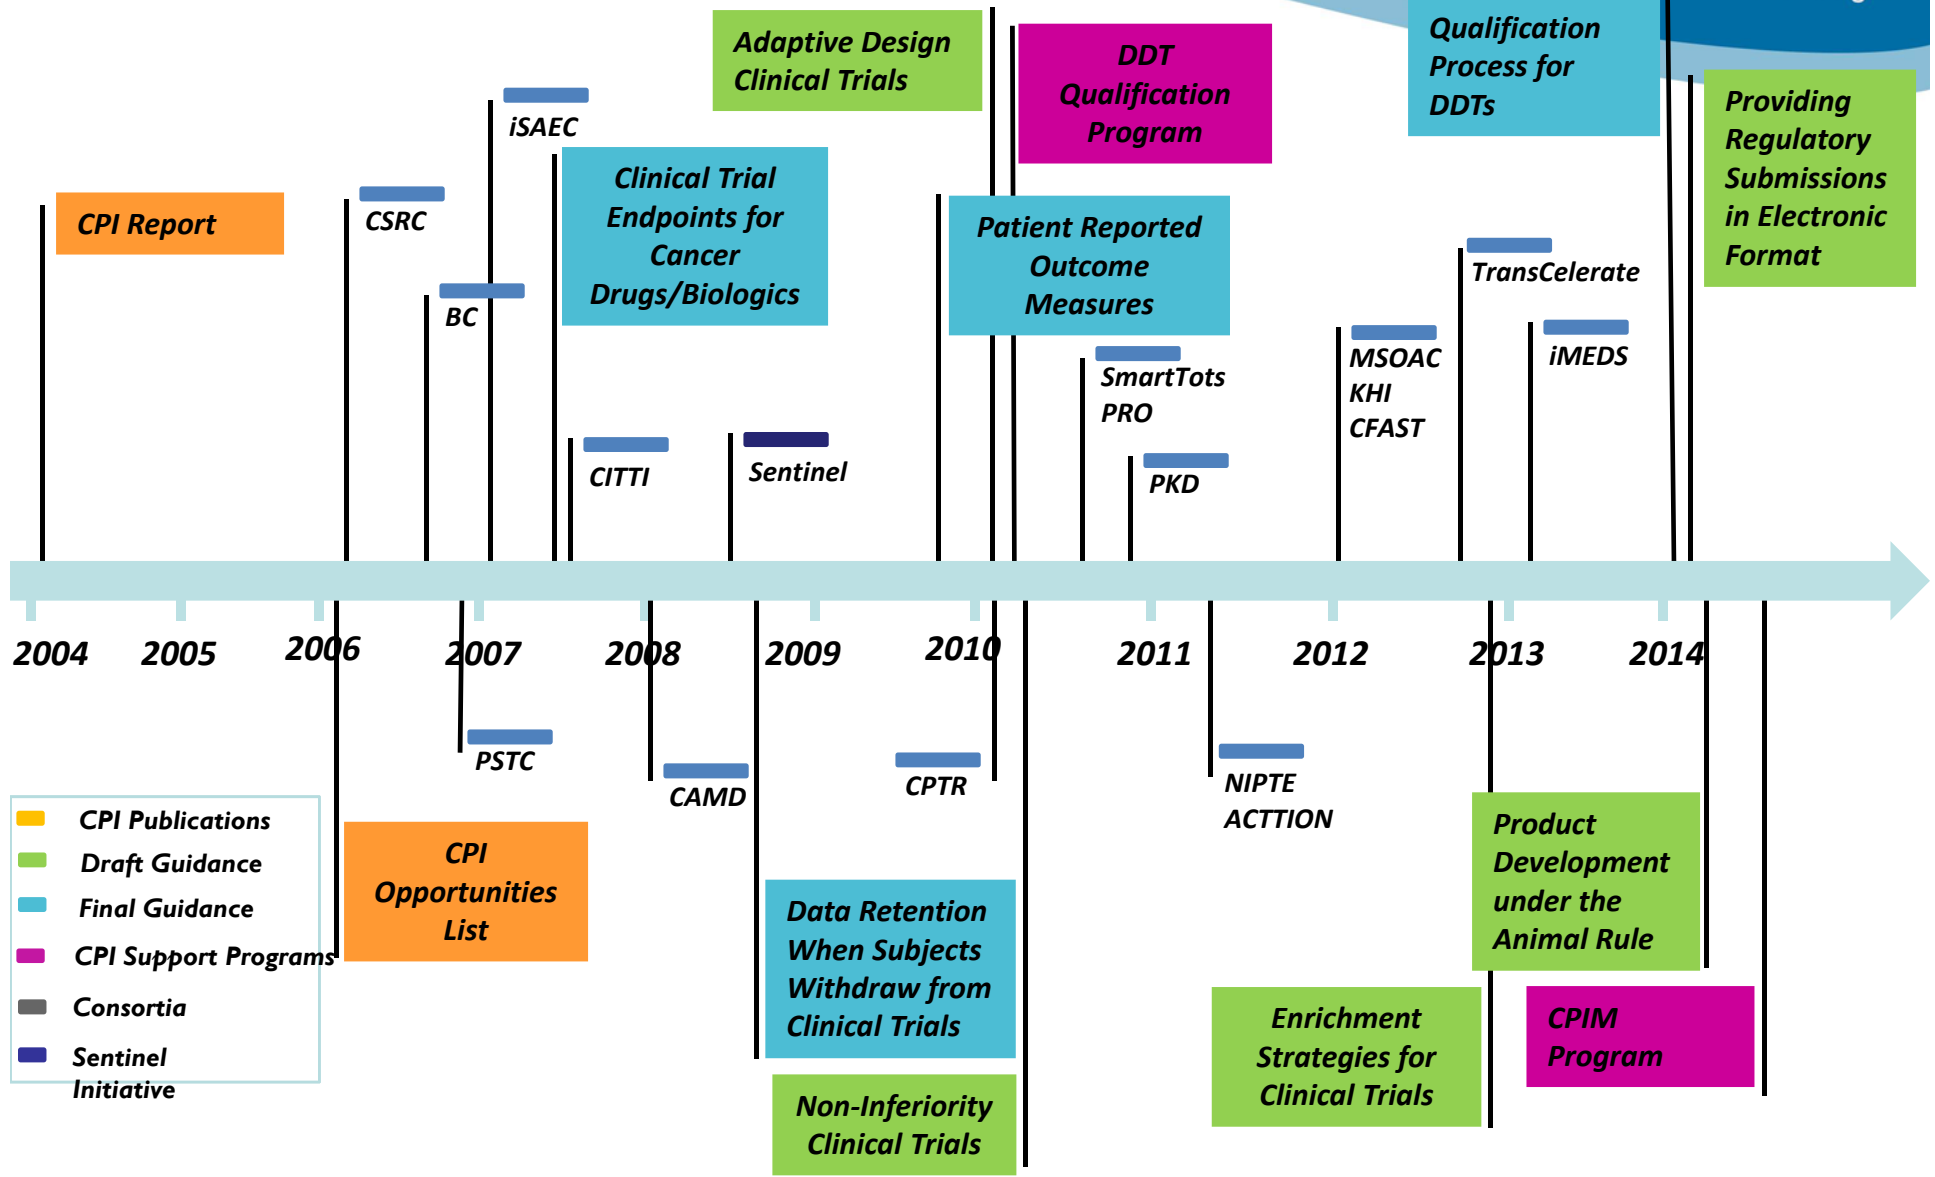 Adaptive Design
Clinical Trials
DDT
Qualification
Program
Qualification
Process for
DDTs
Providing
Regulatory
Submissions
in Electronic
Format
iSAEC
Clinical Trial
Endpoints for
Cancer
Drugs/Biologics
CPI Report
CSRC
BC
Patient Reported
Outcome
Measures
TransCelerate
SmartTots
PRO
MSOAC
KHI
CFAST
iMEDS
CITTI
Sentinel
PKD
2004
2005
2006
2007
2008
2009
2010
2011
2012
2013
2014
PSTC
CAMD
CPTR
NIPTE
ACTTION
CPI Publications
Draft Guidance
Final Guidance
CPI Support Programs
Consortia
Sentinel
Initiative
CPI
Opportunities
List
Data Retention
When Subjects
Withdraw from
Clinical Trials
Non-Inferiority
Clinical Trials
Product
Development
under the
Animal Rule
Enrichment
Strategies for
Clinical Trials
CPIM
Program